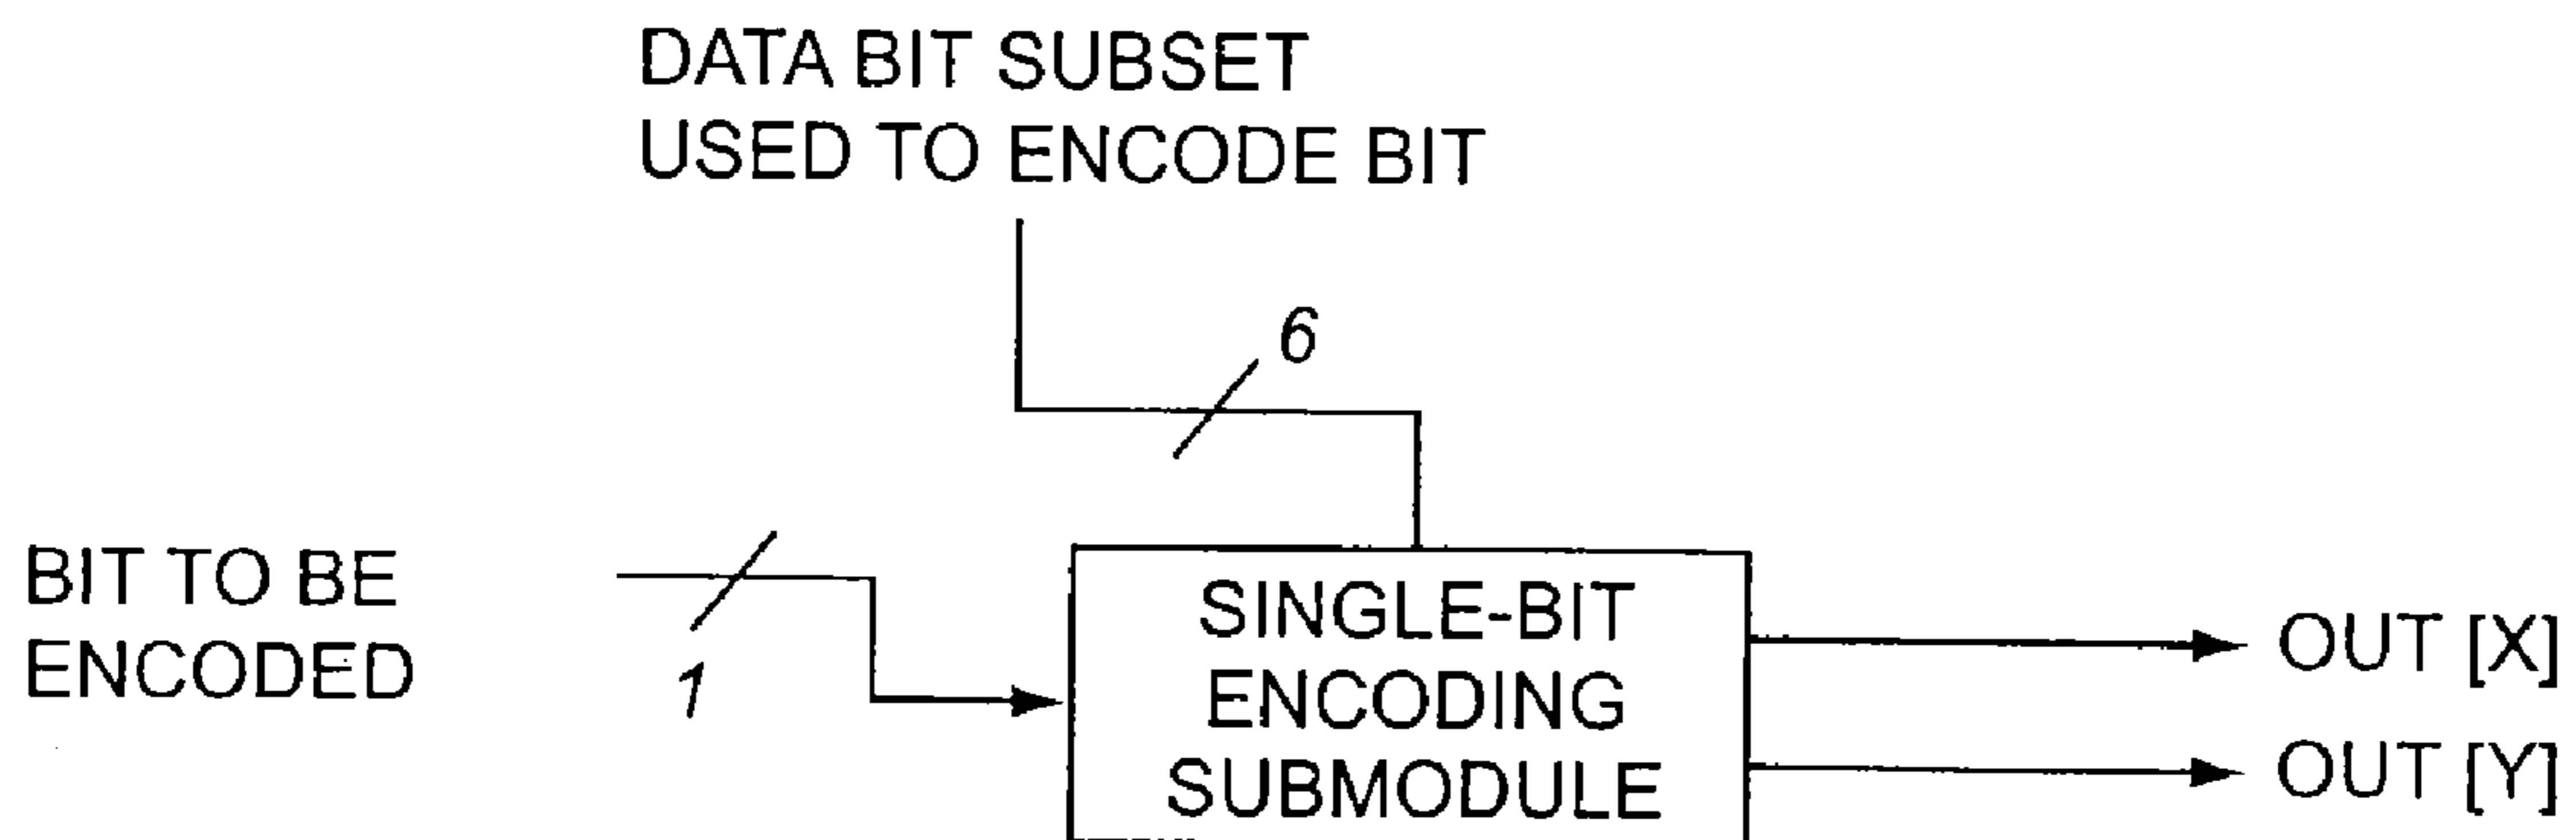 DATA BIT SUBSET
USED TO ENCODE BIT
6
BIT TO BE
ENCODED
1
SINGLE-BIT
ENCODING
SUBMODULE
OUT [X]
OUT [Y]